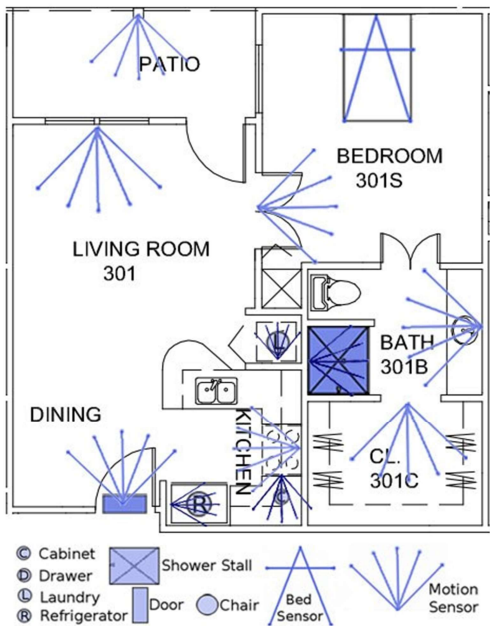 PATIO
BEDROOM
301S
LIVING ROOM
301
L
BATH
301B
DINING
KITCHEN
CL.
301C
R
C
C Cabinet
D Drawer
L Laundry
R Refrigerator
Shower Stall
Door
Chair
Bed
Sensor
Motion
Sensor